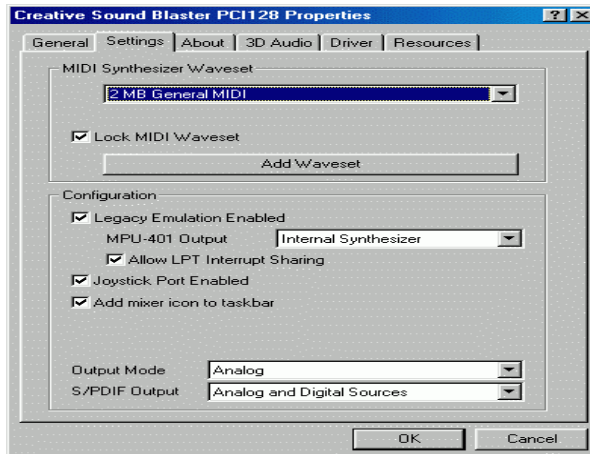 Creative Sound Blaster PCI128 Properties
General Settings About 3D Audio Driver Resources
MIDI Synthesizer Waveset
2 MB General MIDI
Lock MIDI Waveset
Add Waveset
Configuration
Legacy Emulation Enabled
MPU-401 Output Internal Synthesizer
Allow LPT Interrupt Sharing
Joystick Port Enabled
Add mixer icon to taskbar
Output Mode Analog
S/PDIF Output Analog and Digital Sources
OK Cancel